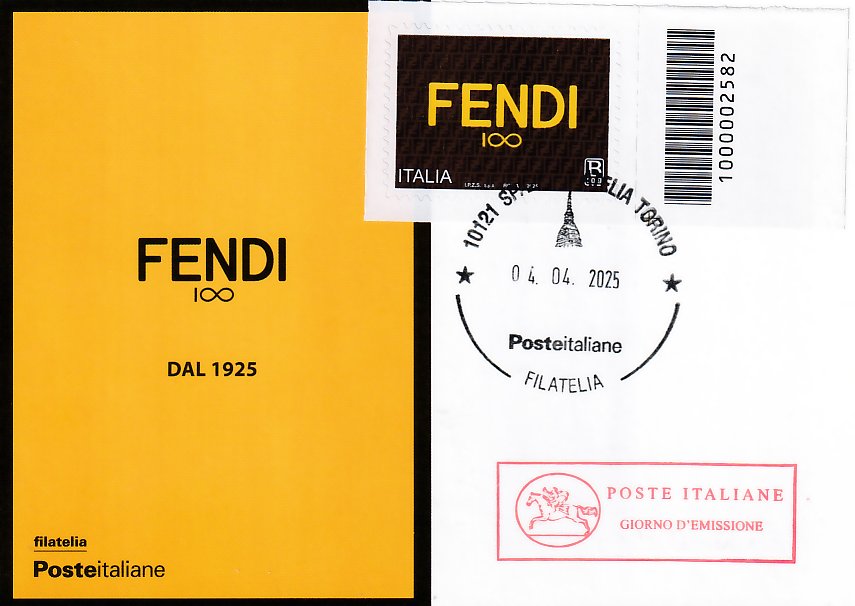 FENDI
100
DAL 1925
filatelia
Posteitaliane
FENDI
100
ITALIA
B
1000002582
10121 TORINO
04. 04. 2025
Posteitaliane
FILATELIA
POSTE ITALIANE
GIORNO D'EMISSIONE